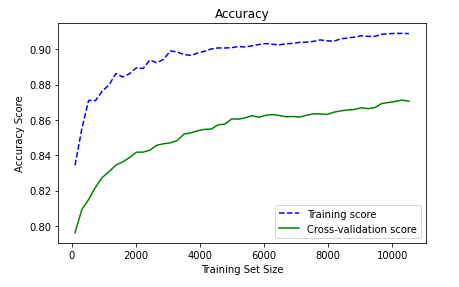 Accuracy
Accuracy Score
0.90
0.88
0.86
0.84
0.82
0.80
Training score
Cross-validation score
0
2000
4000
6000
8000
10000
Training Set Size